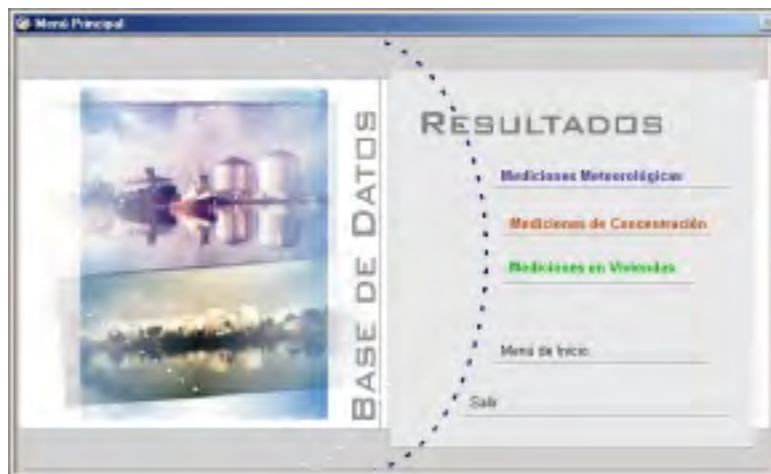 Menú Principal
BASE DE DATOS
RESULTADOS
Mediciones Meteorológicas
Mediciones de Concentración
Mediciones en Viviendas
Menú de Inicio
Salir